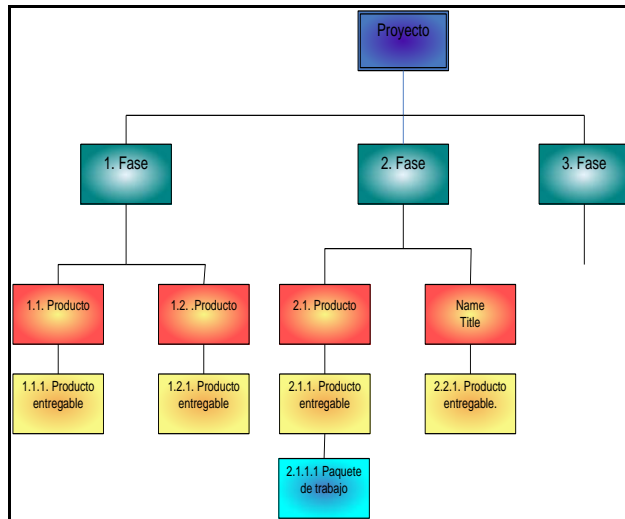 Proyecto
1. Fase
2. Fase
3. Fase
1.1. Producto
1.2. .Producto
2.1. Producto
Name
Title
1.1.1. Producto
entregable
1.2.1. Producto
entregable
2.1.1. Producto
entregable
2.2.1. Producto
entregable.
2.1.1.1 Paquete
de trabajo